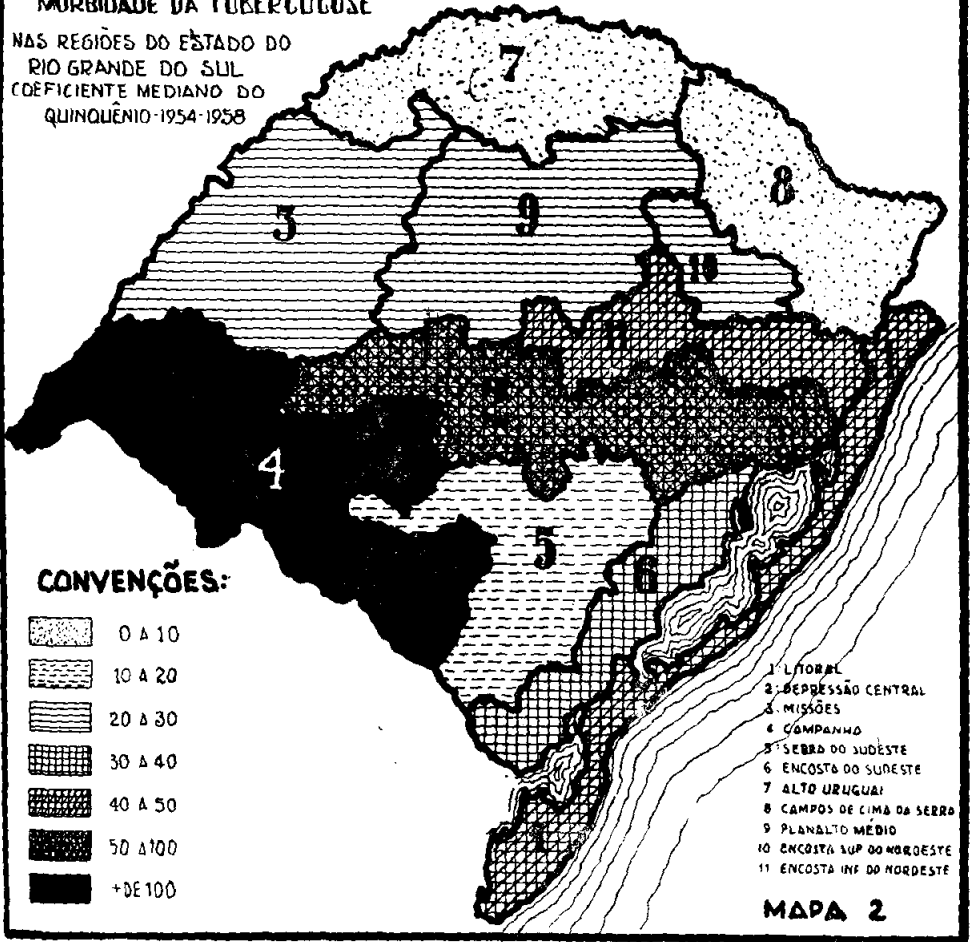 MORBIDADE DA TUBERCULOSE
NAS REGIÕES DO ESTADO DO
RIO GRANDE DO SUL
COEFICIENTE MEDIANO DO
QUINQUÊNIO-1954-1958
7
8
3
9
10
11
2
4
5
6
1
CONVENÇÕES:
0 A 10
10 A 20
20 A 30
30 A 40
40 A 50
50 A 100
+ DE 100
1 LITORAL
2 DEPRESSÃO CENTRAL
3 MISSÕES
4 CAMPANHA
5 SERRA DO SUDESTE
6 ENCOSTA DO SUDESTE
7 ALTO URUGUAI
8 CAMPOS DE CIMA DA SERRA
9 PLANALTO MÉDIO
10 ENCOSTA SUP DO NORDESTE
11 ENCOSTA INF DO NORDESTE
MAPA 2